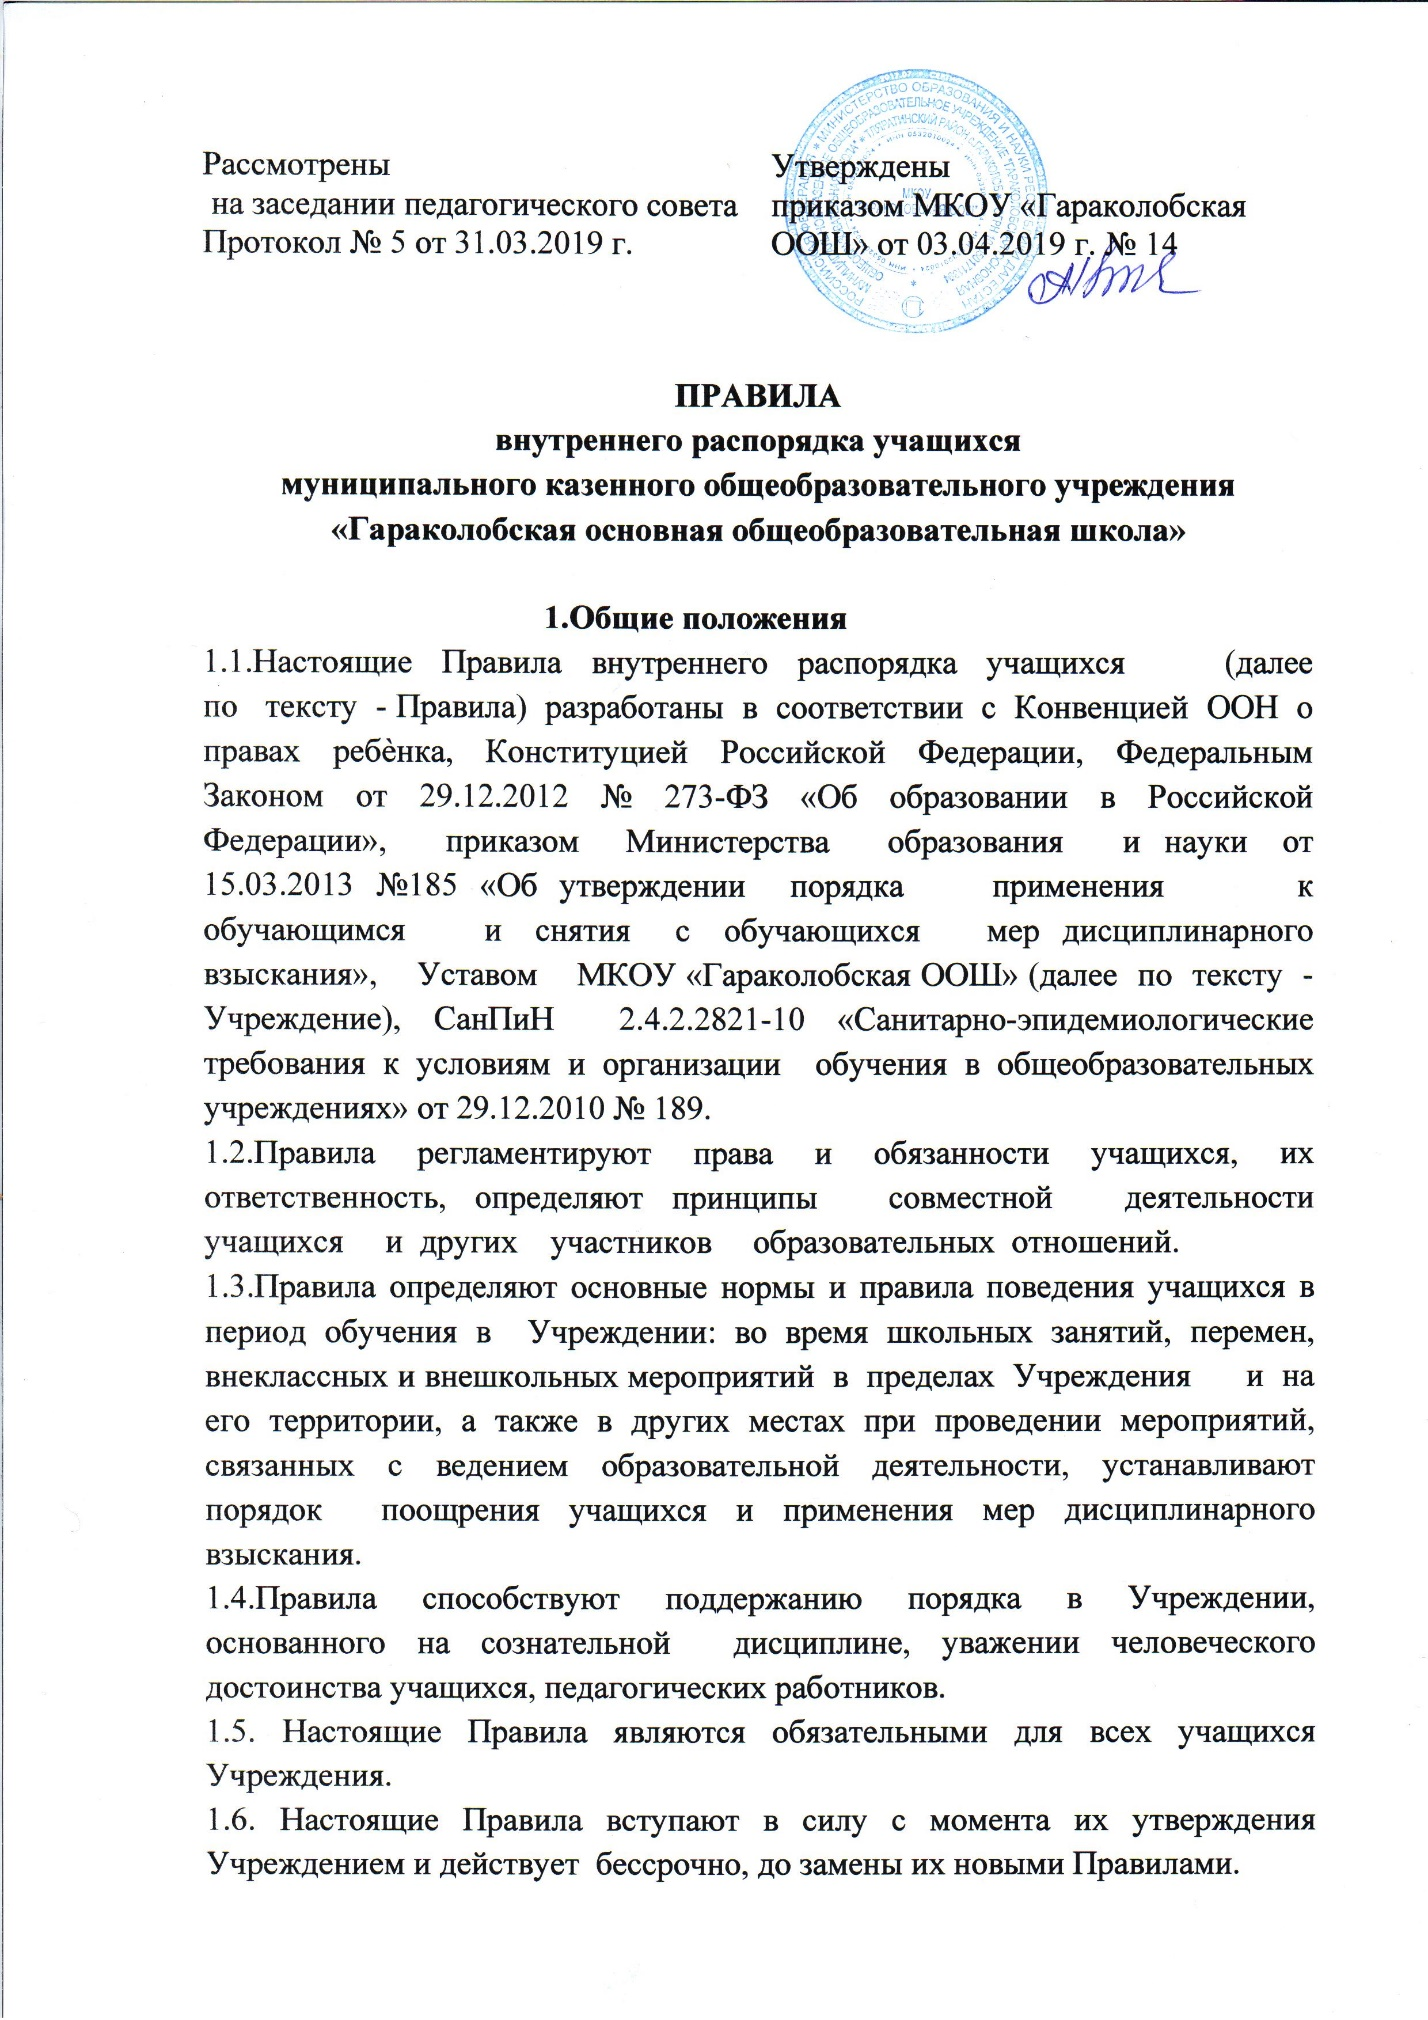 Рассмотрены
на заседании педагогического совета
Протокол № 5 от 31.03.2019 г.
Утверждены
приказом МКОУ «Гараколобская
ООШ» от 03.04.2019 г. № 14
МКОУ
ПРАВИЛА
внутреннего распорядка учащихся
муниципального казенного общеобразовательного учреждения
«Гараколобская основная общеобразовательная школа»
1.Общие положения
1.1.Настоящие Правила внутреннего распорядка учащихся (далее
по тексту - Правила) разработаны в соответствии с Конвенцией ООН о
правах ребѐнка, Конституцией Российской Федерации, Федеральным
Законом от 29.12.2012 № 273-ФЗ «Об образовании в Российской
Федерации», приказом Министерства образования и науки от
15.03.2013 №185 «Об утверждении порядка применения к
обучающимся и снятия с обучающихся мер дисциплинарного
взыскания», Уставом МКОУ «Гараколобская ООШ» (далее по тексту -
Учреждение), СанПиН 2.4.2.2821-10 «Санитарно-эпидемиологические
требования к условиям и организации обучения в общеобразовательных
учреждениях» от 29.12.2010 № 189.
1.2.Правила регламентируют права и обязанности учащихся, их
ответственность, определяют принципы совместной деятельности
учащихся и других участников образовательных отношений.
1.3.Правила определяют основные нормы и правила поведения учащихся в
период обучения в Учреждении: во время школьных занятий, перемен,
внеклассных и внешкольных мероприятий в пределах Учреждения и на
его территории, а также в других местах при проведении мероприятий,
связанных с ведением образовательной деятельности, устанавливают
порядок поощрения учащихся и применения мер дисциплинарного
взыскания.
1.4.Правила способствуют поддержанию порядка в Учреждении,
основанного на сознательной дисциплине, уважении человеческого
достоинства учащихся, педагогических работников.
1.5. Настоящие Правила являются обязательными для всех учащихся
Учреждения.
1.6. Настоящие Правила вступают в силу с момента их утверждения
Учреждением и действует бессрочно, до замены их новыми Правилами.